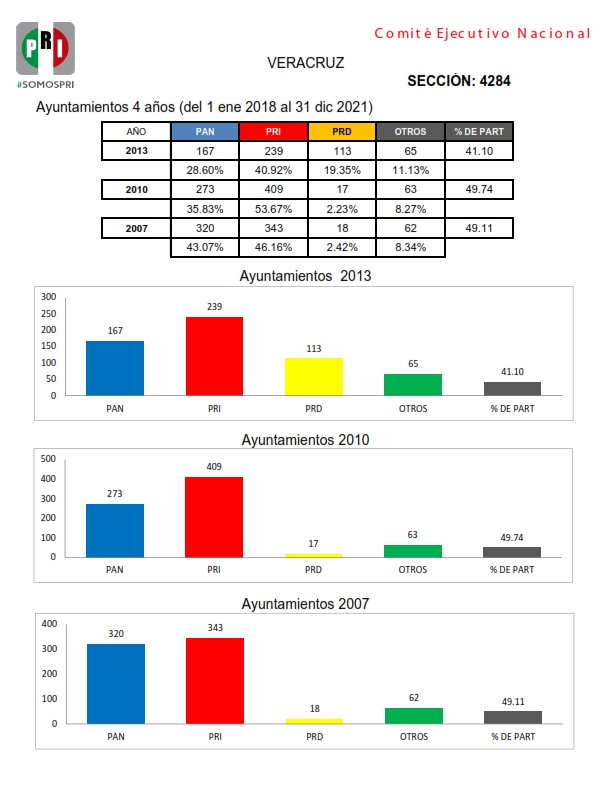 Comité Ejecutivo Nacional
PRI
#SOMOSPRI
VERACRUZ
SECCIÓN: 4284
Ayuntamientos 4 años (del 1 ene 2018 al 31 dic 2021)
AÑO PAN PRI PRD OTROS % DE PART
2013 167 239 113 65 41.10
28.60% 40.92% 19.35% 11.13%
2010 273 409 17 63 49.74
35.83% 53.67% 2.23% 8.27%
2007 320 343 18 62 49.11
43.07% 46.16% 2.42% 8.34%
Ayuntamientos 2013
300
250
200
150
100
50
0
167 239 113 65 41.10
PAN PRI PRD OTROS % DE PART
Ayuntamientos 2010
500
400
300
200
100
0
273 409 17 63 49.74
PAN PRI PRD OTROS % DE PART
Ayuntamientos 2007
400
300
200
100
0
320 343 18 62 49.11
PAN PRI PRD OTROS % DE PART